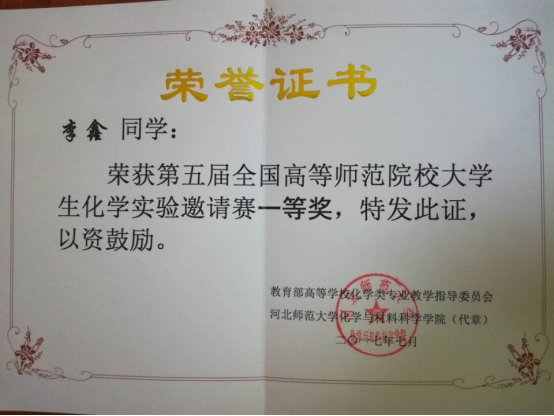 荣誉证书
李鑫 同学：
荣获第五届全国高等师范院校大学
生化学实验邀请赛一等奖，特发此证，
以资鼓励。
教育部高等学校化学类专业教学指导委员会
河北师范大学化学与材料科学学院（代章）
二〇一七年七月